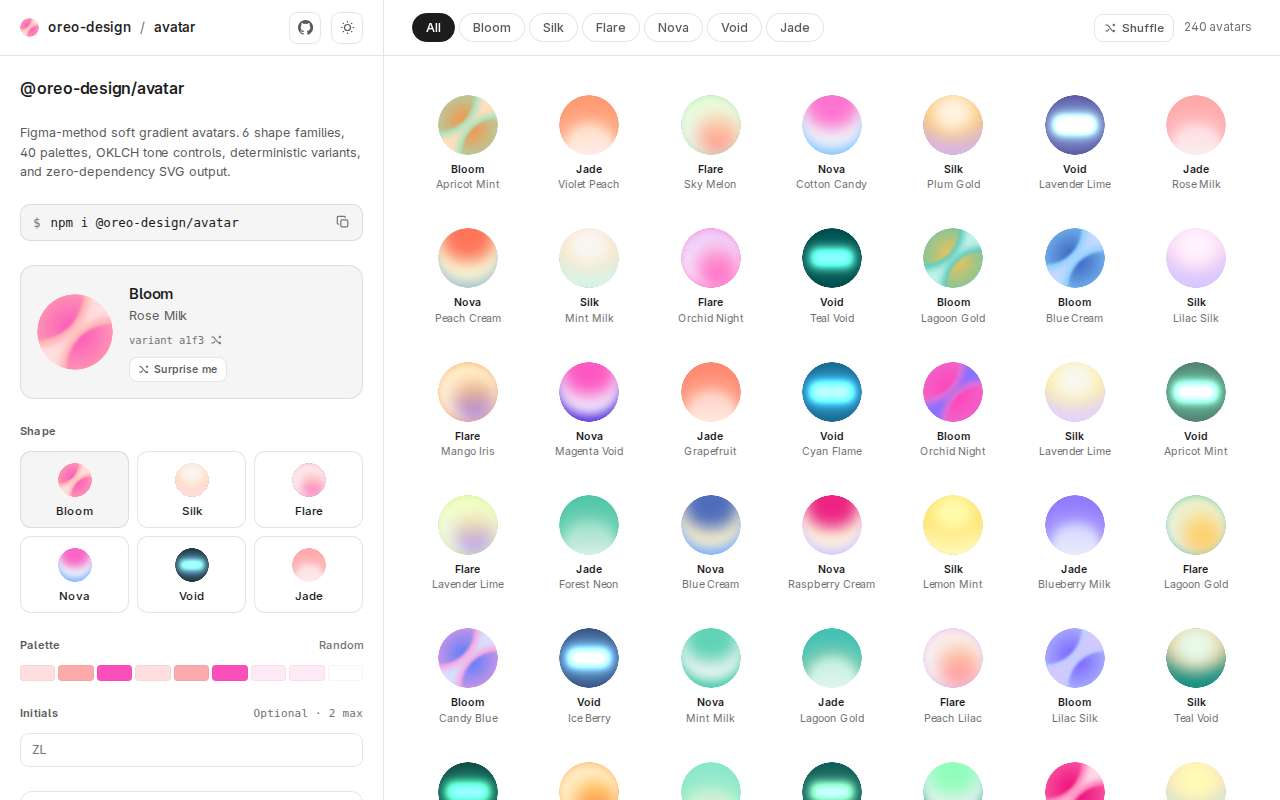 oreo-design / avatar
@oreo-design/avatar
Figma-method soft gradient avatars. 6 shape families,
40 palettes, OKLCH tone controls, deterministic variants,
and zero-dependency SVG output.
$ npm i @oreo-design/avatar
Bloom
Rose Milk
variant a1f3
Surprise me
Shape
Bloom Silk Flare
Nova Void Jade
Palette Random
Initials Optional · 2 max
ZL
All Bloom Silk Flare Nova Void Jade Shuffle 240 avatars
Bloom Jade Flare Nova Silk Void Jade
Apricot Mint Violet Peach Sky Melon Cotton Candy Plum Gold Lavender Lime Rose Milk
Nova Silk Flare Void Bloom Bloom Silk
Peach Cream Mint Milk Orchid Night Teal Void Lagoon Gold Blue Cream Lilac Silk
Flare Nova Jade Void Bloom Silk Void
Mango Iris Magenta Void Grapefruit Cyan Flame Orchid Night Lavender Lime Apricot Mint
Flare Jade Nova Nova Silk Jade Flare
Lavender Lime Forest Neon Blue Cream Raspberry Cream Lemon Mint Blueberry Milk Lagoon Gold
Bloom Void Nova Jade Flare Bloom Silk
Candy Blue Ice Berry Mint Milk Lagoon Gold Peach Lilac Lilac Silk Teal Void